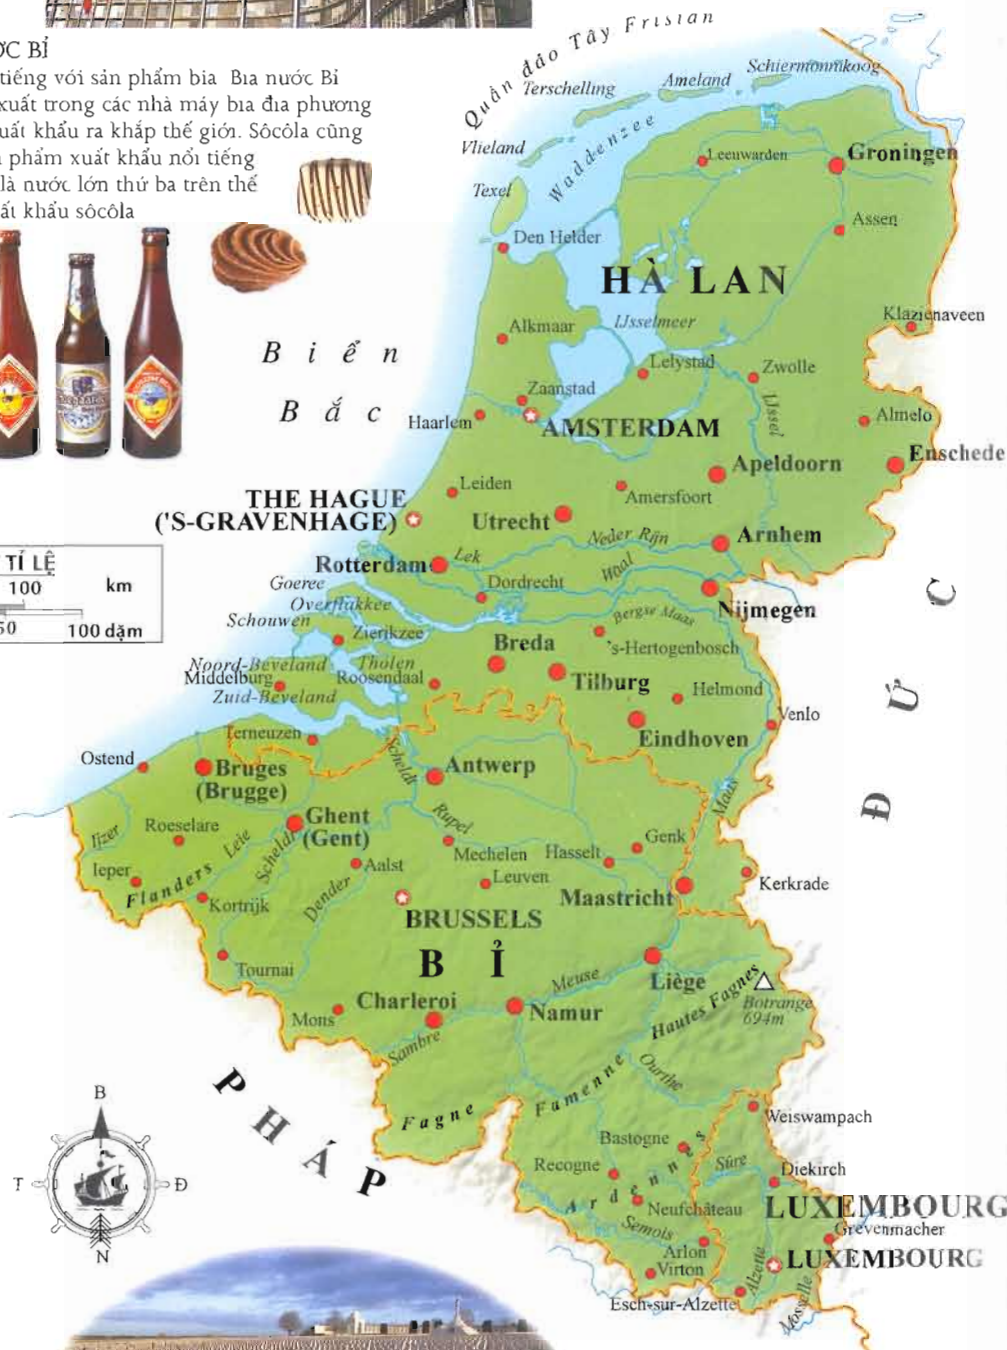 ỚC BỈ
tiếng với sản phẩm bia Bia nước Bỉ
xuất trong các nhà máy bia địa phương
uất khẩu ra khắp thế giới. Sôcôla cũng
phẩm xuất khẩu nổi tiếng
là nước lớn thứ ba trên thế
ất khẩu sôcôla
Quần đảo Tây Frisian
Schiermonnikoog
Ameland
Terschelling
Vlieland
Waddenzee
Texel
Leeuwarden
Groningen
Assen
Den Helder
HÀ LAN
Klazienaveen
Alkmaar
IJsselmeer
Biển
Bắc
Lelystad
Zwolle
Zaanstad
IJssel
Haarlem
AMSTERDAM
Almelo
Enschede
Apeldoorn
Leiden
Amersfoort
THE HAGUE
('S-GRAVENHAGE)
Utrecht
Neder Rijn
Arnhem
TỈ LỆ
100 km
50 100 dặm
Rotterdam
Lek
Waal
Goeree
Dordrecht
Overflakkee
Nijmegen
Schouwen
Bergse Maas
Zierikzee
Breda
's-Hertogenbosch
Noord-Beveland
Tholen
Middelburg
Roosendaal
Tilburg
Helmond
Zuid-Beveland
Venlo
ĐỨC
Terneuzen
Eindhoven
Ostend
Scheldt
Bruges
(Brugge)
Antwerp
Maas
Ghent
(Gent)
Rupel
Roeselare
IJzer
Leie
Scheldt
Genk
Mechelen
Hasselt
Ieper
Flanders
Aalst
Leuven
Dender
Kerkrade
Maastricht
Kortrijk
BRUSSELS
BỈ
Tournai
Meuse
Liège
Hautes Fagnes
Botrange
694m
Charleroi
Mons
Namur
Sambre
Ourthe
PHÁP
Famenne
Fagne
Weiswampach
Bastogne
Recogne
Sûre
Diekirch
Ardennes
Neufchâteau
LUXEMBOURG
Semois
Grevenmacher
Arlon
LUXEMBOURG
Virton
Alzette
Esch-sur-Alzette
Moselle
B
T
Đ
N